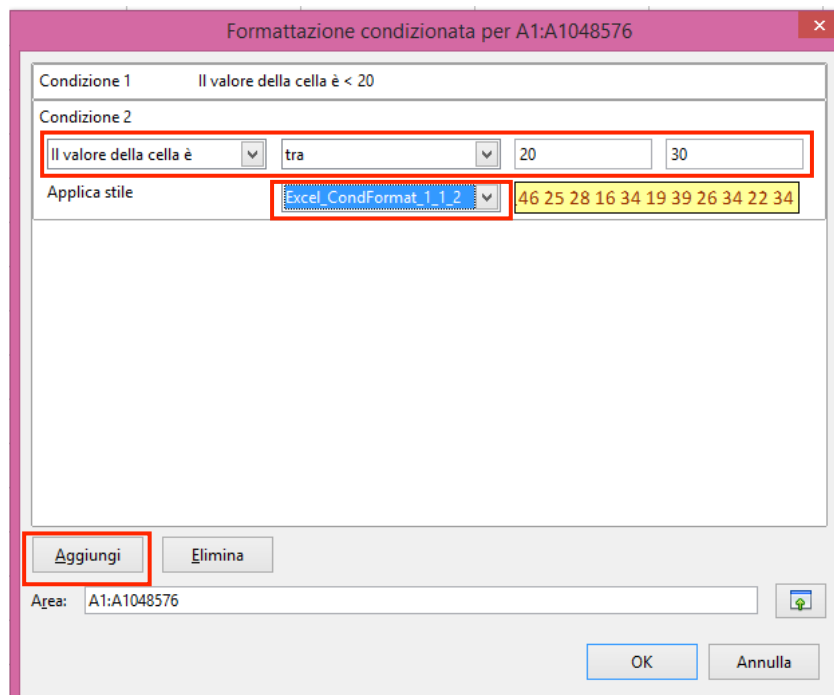 Formattazione condizionata per A1:A1048576
Condizione 1 Il valore della cella è < 20
Condizione 2
Il valore della cella è tra 20 30
Applica stile Excel_CondFormat_1_1_2 .46 25 28 16 34 19 39 26 34 22 34
Aggiungi Elimina
Area: A1:A1048576
OK Annulla